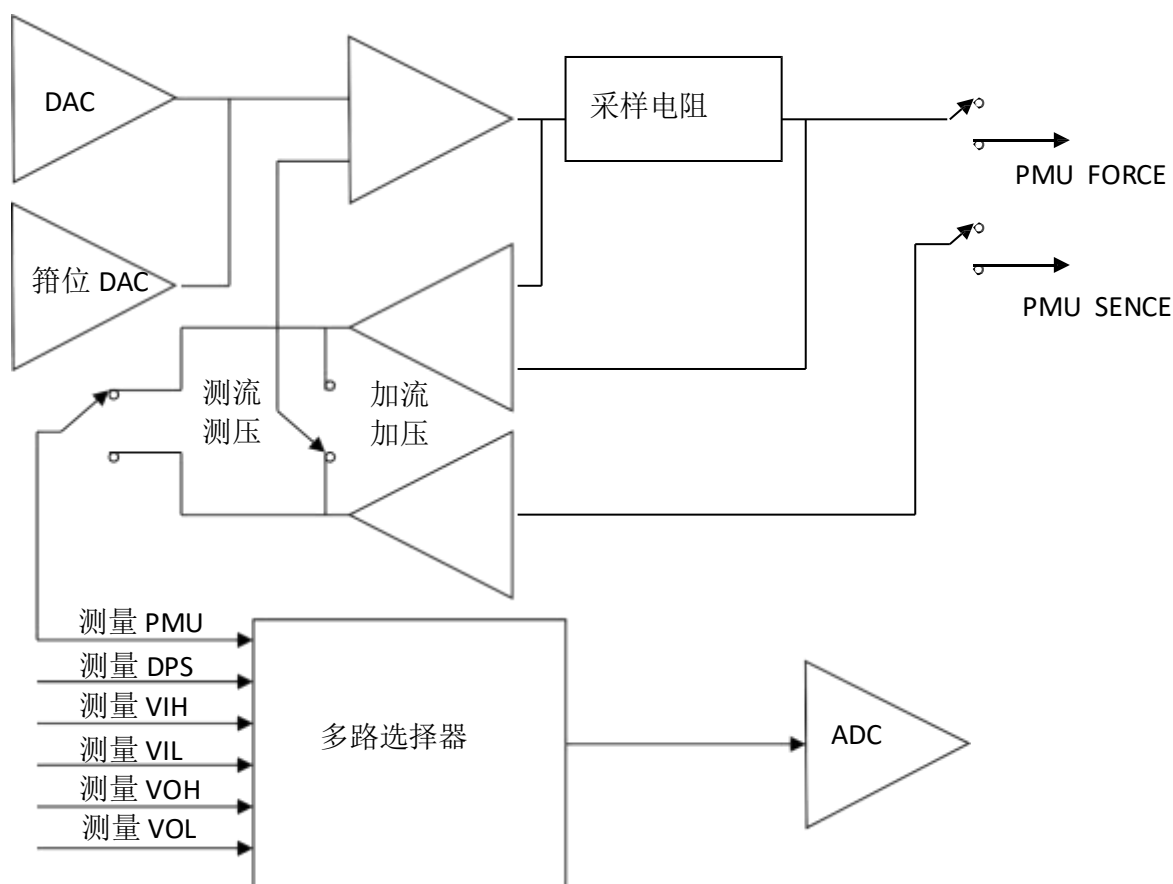 DAC
采样电阻
PMU FORCE
箝位 DAC
PMU SENCE
测流
测压
加流
加压
测量 PMU
测量 DPS
测量 VIH
测量 VIL
测量 VOH
测量 VOL
多路选择器
ADC